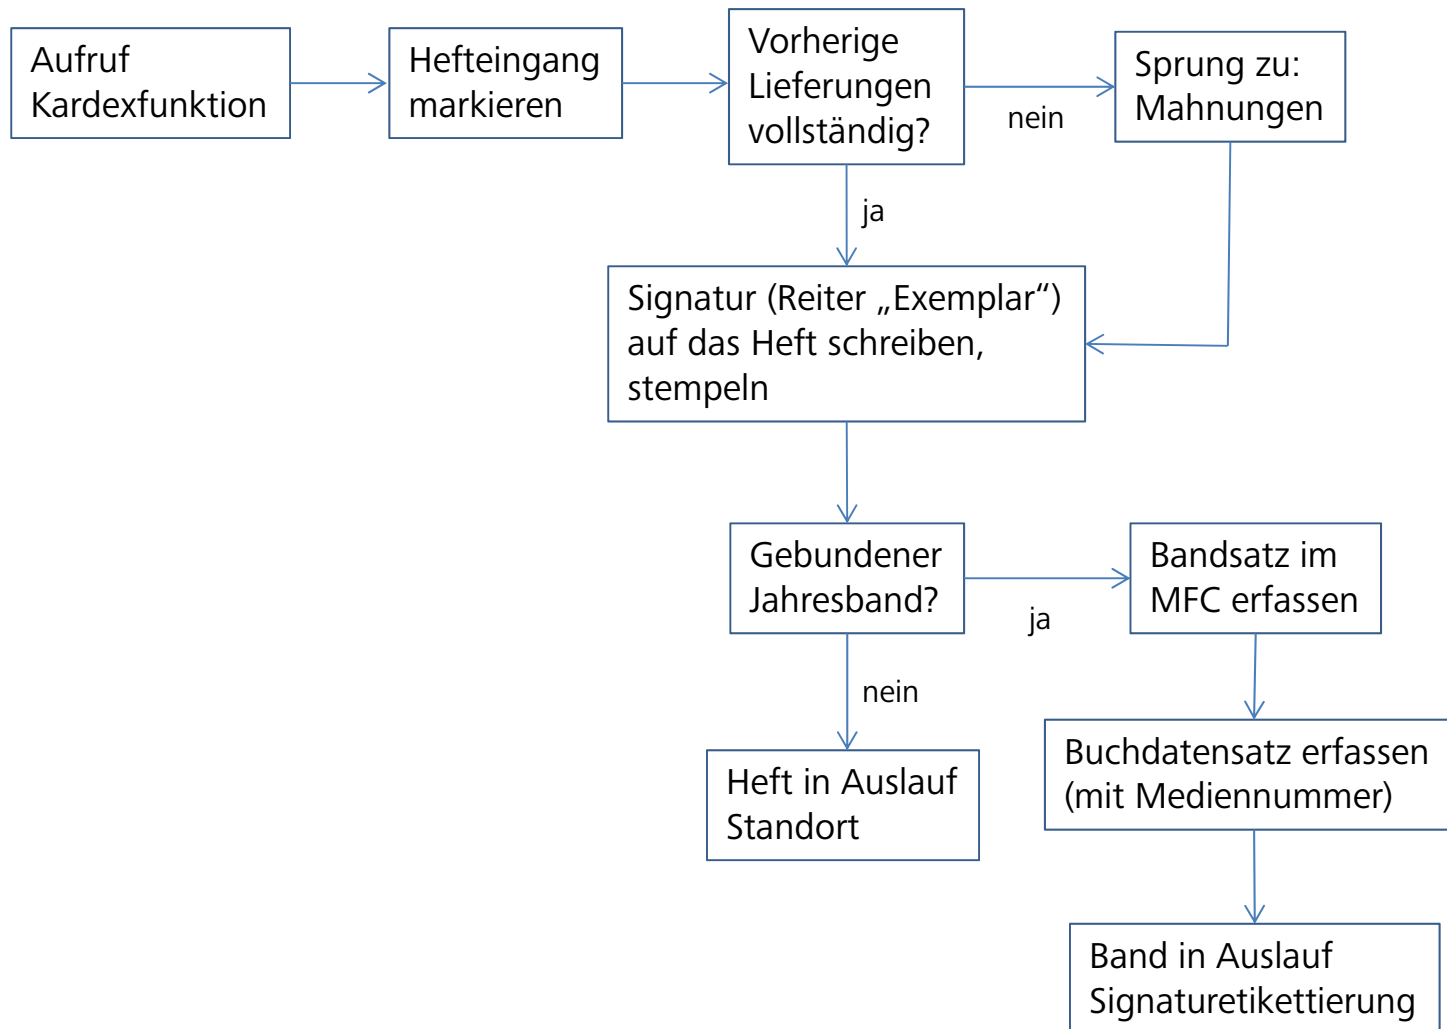 Aufruf
Kardexfunktion
Hefteingang
markieren
Vorherige
Lieferungen
vollständig?
nein
Sprung zu:
Mahnungen
ja
Signatur (Reiter „Exemplar“)
auf das Heft schreiben,
stempeln
Gebundener
Jahresband?
ja
Bandsatz im
MFC erfassen
nein
Heft in Auslauf
Standort
Buchdatensatz erfassen
(mit Mediennummer)
Band in Auslauf
Signaturetikettierung